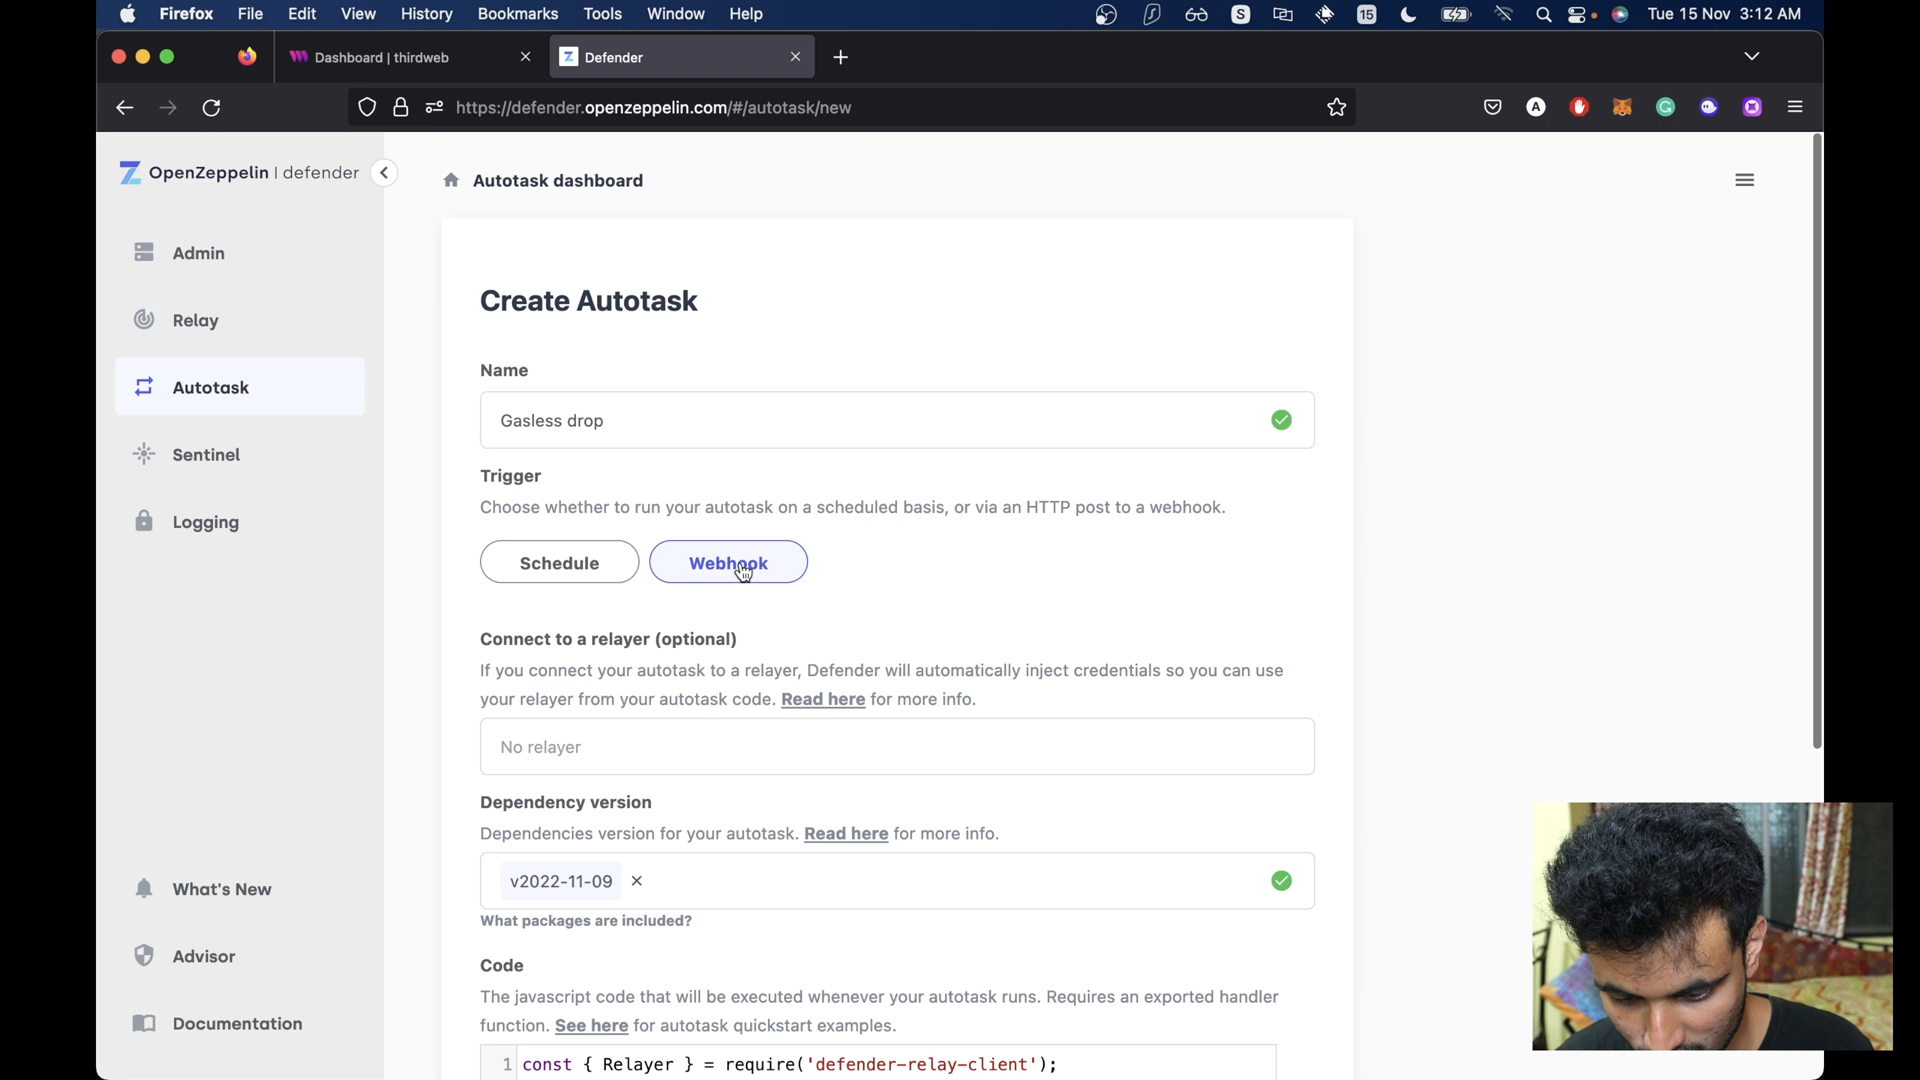 Firefox File Edit View History Bookmarks Tools Window Help
S
15
Tue 15 Nov 3:12 AM
Dashboard | thirdweb
Defender
https://defender.openzeppelin.com/#/autotask/new
OpenZeppelin | defender
Autotask dashboard
Admin
Relay
Autotask
Sentinel
Logging
What's New
Advisor
Documentation
Create Autotask
Name
Gasless drop
Trigger
Choose whether to run your autotask on a scheduled basis, or via an HTTP post to a webhook.
Schedule
Webhook
Connect to a relayer (optional)
If you connect your autotask to a relayer, Defender will automatically inject credentials so you can use
your relayer from your autotask code. Read here for more info.
No relayer
Dependency version
Dependencies version for your autotask. Read here for more info.
v2022-11-09
What packages are included?
Code
The javascript code that will be executed whenever your autotask runs. Requires an exported handler
function. See here for autotask quickstart examples.
1 const { Relayer } = require('defender-relay-client');